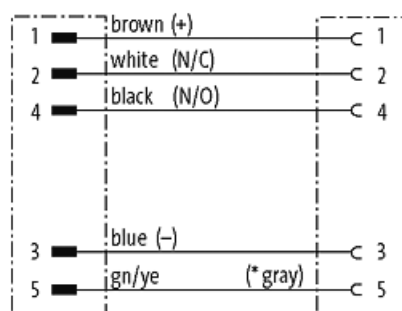 1 brown (+) 1
2 white (N/C) 2
4 black (N/O) 4
3 blue (–) 3
5 gn/ye (* gray) 5